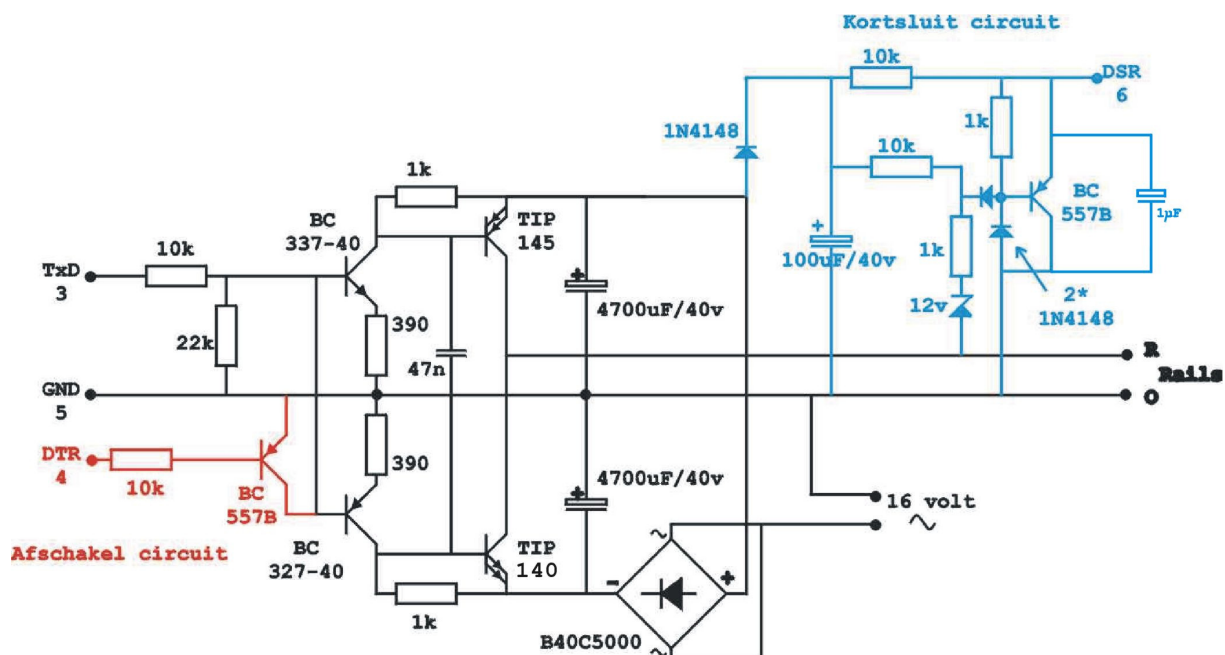 Kortsluit circuit
10k
DSR
6
1N4148
1k
10k
BC
557B
1µF
1k
BC
337-40
TIP
145
+
100uF/40v
1k
10k
TxD
3
+
4700uF/40v
12v
2*
1N4148
390
22k
47n
R
Rails
O
GND
5
DTR
4
10k
BC
557B
390
+
4700uF/40v
16 volt
~
Afschakel circuit
BC
327-40
TIP
140
~
-
+
1k
B40C5000
~